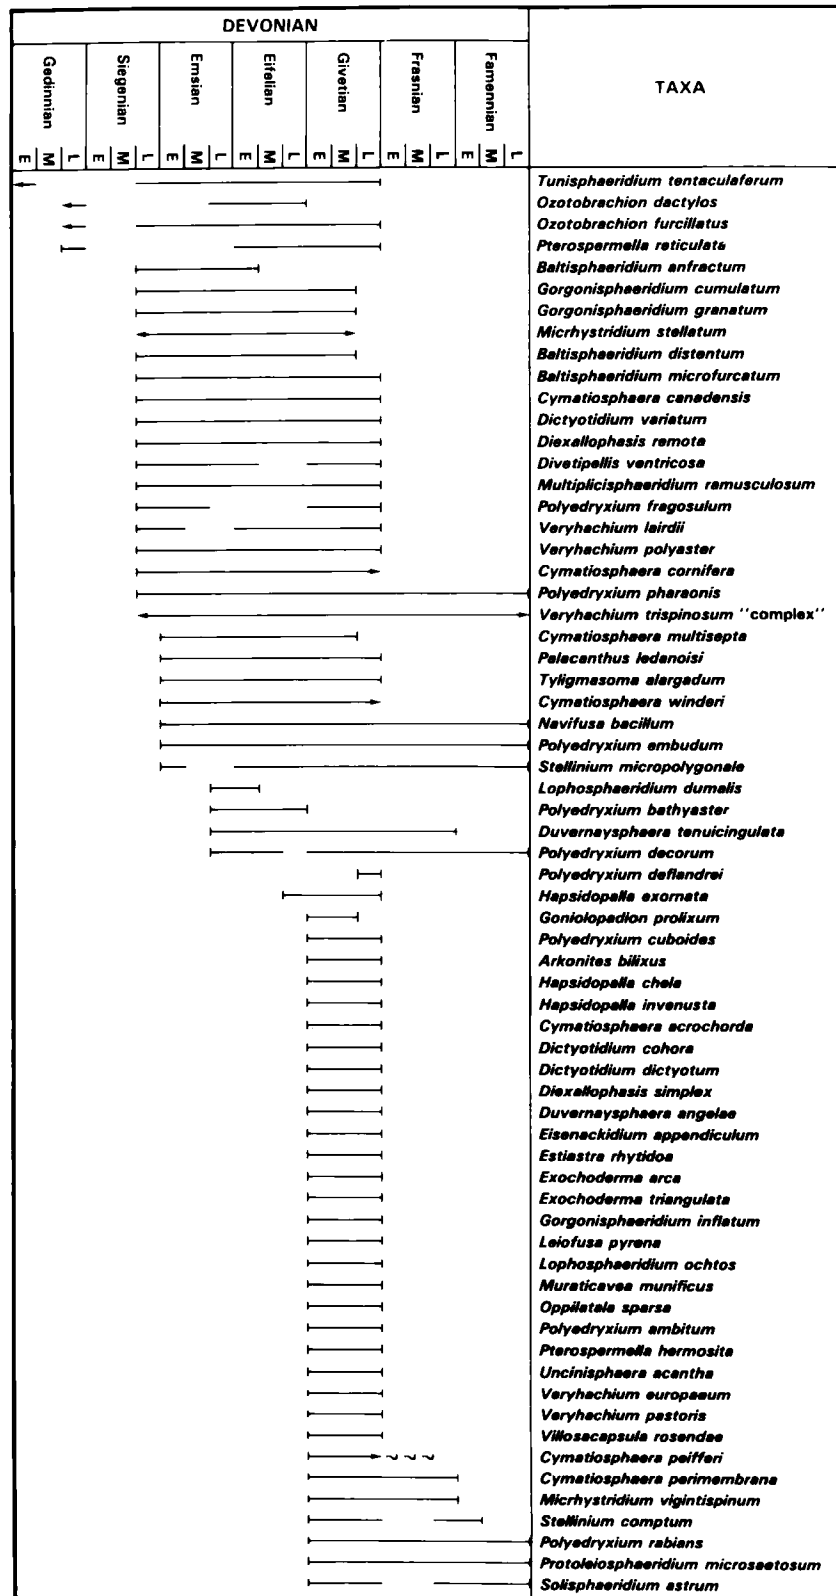 DEVONIAN
TAXA
Gedinnian
Siegenian
Emsian
Eifelian
Givetian
Frasnian
Famennian
E M L E M L E M L E M L E M L E M L E M L
Tunisphaeridium tentaculaferum
Ozotobrachion dactylos
Ozotobrachion furcillatus
Pterospermella reticulata
Baltisphaeridium anfractum
Gorgonisphaeridium cumulatum
Gorgonisphaeridium granatum
Micrhystridium stellatum
Baltisphaeridium distentum
Baltisphaeridium microfurcatum
Cymatiosphaera canadensis
Dictyotidium variatum
Diexallophasis remota
Divetipellis ventricosa
Multiplicisphaeridium ramusculosum
Polyedryxium fragosulum
Veryhachium lairdii
Veryhachium polyaster
Cymatiosphaera cornifera
Polyedryxium pharaonis
Veryhachium trispinosum "complex"
Cymatiosphaera multisepta
Palacanthus ledanoisi
Tyligmasoma alargadum
Cymatiosphaera winderi
Navifusa bacillum
Polyedryxium embudum
Stellinium micropolygonale
Lophosphaeridium dumalis
Polyedryxium bathyaster
Duvernaysphaera tenuicingulata
Polyedryxium decorum
Polyedryxium deflandrei
Hapsidopalla exornata
Goniolopadion prolixum
Polyedryxium cuboides
Arkonites bilixus
Hapsidopalla chela
Hapsidopalla invenusta
Cymatiosphaera acrochorda
Dictyotidium cohora
Dictyotidium dictyotum
Diexallophasis simplex
Duvernaysphaera angelae
Eisenackidium appendiculum
Estiastra rhytidoa
Exochoderma arca
Exochoderma triangulata
Gorgonisphaeridium inflatum
Leiofusa pyrena
Lophosphaeridium ochtos
Muraticavea munificus
Oppilatala sparsa
Polyedryxium ambitum
Pterospermella hermosita
Uncinisphaera acantha
Veryhachium europaeum
Veryhachium pastoris
Villosacapsula rosendae
Cymatiosphaera peifferi
Cymatiosphaera perimembrana
Micrhystridium vigintispinum
Stellinium comptum
Polyedryxium rabians
Protoleiosphaeridium microsaetosum
Solisphaeridium astrum